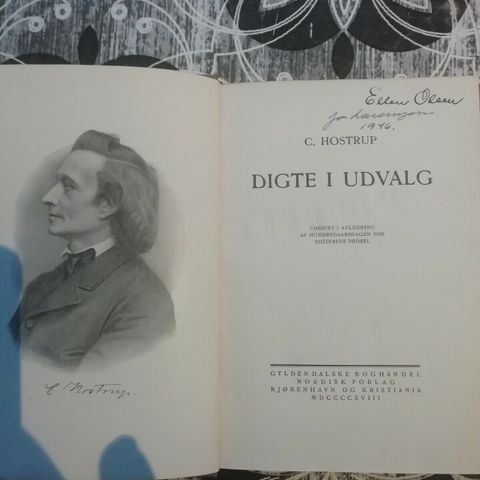 C Hostrup.
Ellen Olsen
1946.
C. HOSTRUP
DIGTE I UDVALG
UDGIVET I ANLEDNING
AF HUNDREDAARSDAGEN FOR
DIGTERENS FØDSEL
GYLDENDALSKE BOGHANDEL
NORDISK FORLAG
KJØBENHAVN OG KRISTIANIA
MDCCCCXVIII